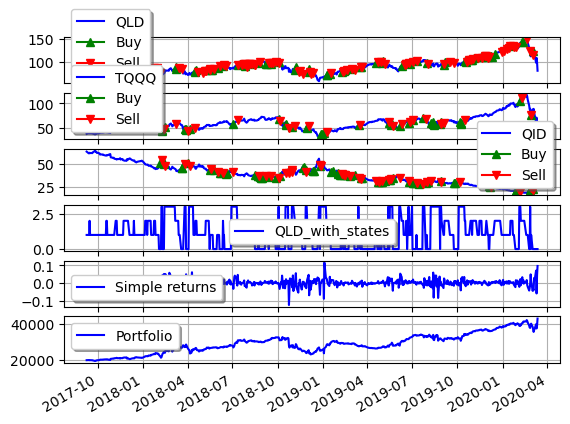 QLD
Buy
Sell
150
100
TQQQ
Buy
Sell
100
50
QID
Buy
Sell
50
25
QLD_with_states
2.5
0.0
Simple returns
0.1
0.0
−0.1
Portfolio
40000
20000
2017-10
2018-01
2018-04
2018-07
2018-10
2019-01
2019-04
2019-07
2019-10
2020-01
2020-04